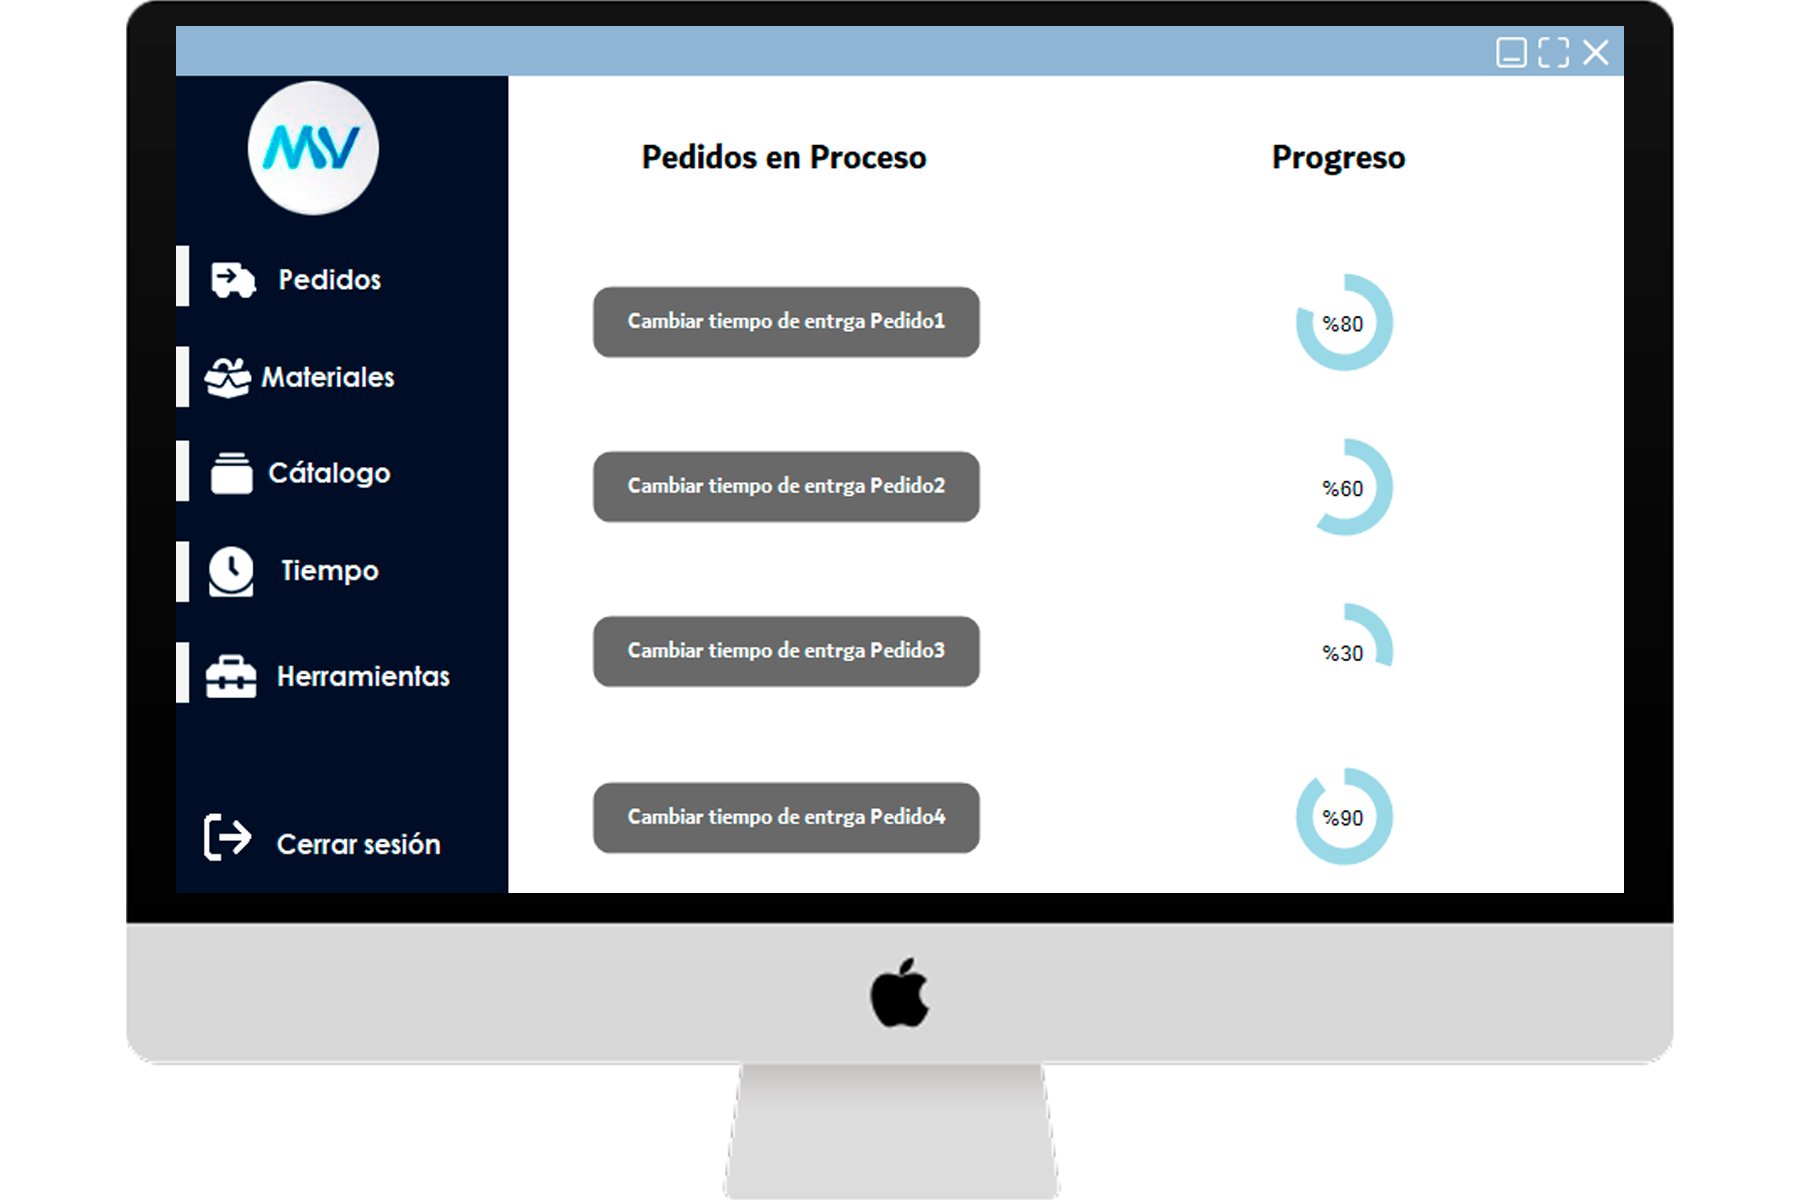 MV
Pedidos
Materiales
Cátalogo
Tiempo
Herramientas
Cerrar sesión
Pedidos en Proceso
Progreso
Cambiar tiempo de entrga Pedido1
%80
Cambiar tiempo de entrga Pedido2
%60
Cambiar tiempo de entrga Pedido3
%30
Cambiar tiempo de entrga Pedido4
%90